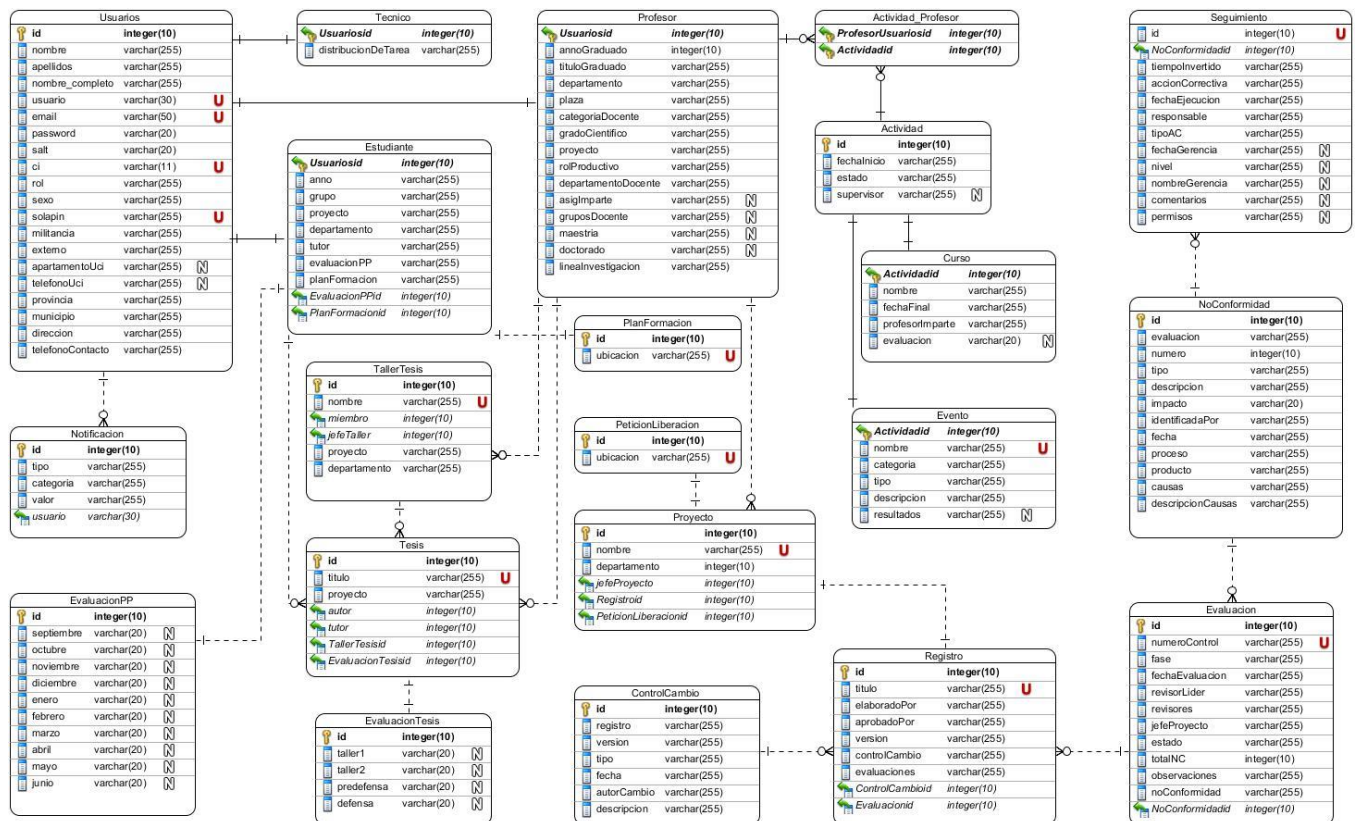 Usuarios
id integer(10)
nombre varchar(255)
apellidos varchar(255)
nombre_completo varchar(255)
usuario varchar(30) U
email varchar(50) U
password varchar(20)
salt varchar(20)
ci varchar(11) U
rol varchar(255)
sexo varchar(255)
solapin varchar(255) U
militancia varchar(255)
externo varchar(255)
apartamentoUci varchar(255) N
telefonoUci varchar(255) N
provincia varchar(255)
municipio varchar(255)
direccion varchar(255)
telefonoContacto varchar(255)
Tecnico
Usuariosid integer(10)
distribucionDeTarea varchar(255)
Profesor
Usuariosid integer(10)
annoGraduado integer(10)
tituloGraduado varchar(255)
departamento varchar(255)
plaza varchar(255)
categoriaDocente varchar(255)
gradoCientifico varchar(255)
proyecto varchar(255)
rolProductivo varchar(255)
departamentoDocente varchar(255)
asigImparte varchar(255) N
gruposDocente varchar(255) N
maestria varchar(255) N
doctorado varchar(255) N
lineaInvestigacion varchar(255)
Actividad_Profesor
ProfesorUsuariosid integer(10)
Actividadid integer(10)
Seguimiento
id integer(10) U
NoConformidadid integer(10)
tiempoInvertido varchar(255)
accionCorrectiva varchar(255)
fechaEjecucion varchar(255)
responsable varchar(255)
tipoAC varchar(255)
fechaGerencia varchar(255) N
nivel varchar(255) N
nombreGerencia varchar(255) N
comentarios varchar(255) N
permisos varchar(255) N
Estudiante
Usuariosid integer(10)
anno varchar(255)
grupo varchar(255)
proyecto varchar(255)
departamento varchar(255)
tutor varchar(255)
evaluacionPP varchar(255)
planFormacion varchar(255)
EvaluacionPPid integer(10)
PlanFormacionid integer(10)
Actividad
id integer(10)
fechaInicio varchar(255)
estado varchar(255)
supervisor varchar(255) N
Curso
Actividadid integer(10)
nombre varchar(255)
fechaFinal varchar(255)
profesorImparte varchar(255)
evaluacion varchar(20) N
NoConformidad
id integer(10)
evaluacion varchar(255)
numero integer(10)
tipo varchar(255)
descripcion varchar(255)
impacto varchar(20)
identificadaPor varchar(255)
fecha varchar(255)
proceso varchar(255)
producto varchar(255)
causas varchar(255)
descripcionCausas varchar(255)
PlanFormacion
id integer(10)
ubicacion varchar(255) U
TallerTesis
id integer(10)
nombre varchar(255) U
miembro integer(10)
jefeTaller integer(10)
proyecto varchar(255)
departamento varchar(255)
PeticionLiberacion
id integer(10)
ubicacion varchar(255) U
Evento
Actividadid integer(10)
nombre varchar(255) U
categoria varchar(255)
tipo varchar(255)
descripcion varchar(255)
resultados varchar(255) N
Notificacion
id integer(10)
tipo varchar(255)
categoria varchar(255)
valor varchar(255)
usuario varchar(30)
Proyecto
id integer(10)
nombre varchar(255) U
departamento integer(10)
jefeProyecto integer(10)
Registroid integer(10)
PeticionLiberacionid integer(10)
Tesis
id integer(10)
titulo varchar(255) U
proyecto varchar(255)
autor integer(10)
tutor integer(10)
TallerTesisid integer(10)
EvaluacionTesisid integer(10)
EvaluacionPP
id integer(10)
septiembre varchar(20) N
octubre varchar(20) N
noviembre varchar(20) N
diciembre varchar(20) N
enero varchar(20) N
febrero varchar(20) N
marzo varchar(20) N
abril varchar(20) N
mayo varchar(20) N
junio varchar(20) N
Evaluacion
id integer(10)
numeroControl varchar(255) U
fase varchar(255)
fechaEvaluacion varchar(255)
revisorLider varchar(255)
revisores varchar(255)
jefeProyecto varchar(255)
estado varchar(255)
totalNC integer(10)
observaciones varchar(255)
noConformidad varchar(255)
NoConformidadid integer(10)
Registro
id integer(10)
titulo varchar(255) U
elaboradoPor varchar(255)
aprobadoPor varchar(255)
version varchar(255)
controlCambio varchar(255)
evaluaciones varchar(255)
ControlCambioid integer(10)
Evaluacionid integer(10)
ControlCambio
id integer(10)
registro varchar(255)
version varchar(255)
tipo varchar(255)
fecha varchar(255)
autorCambio varchar(255)
descripcion varchar(255)
EvaluacionTesis
id integer(10)
taller1 varchar(20) N
taller2 varchar(20) N
predefensa varchar(20) N
defensa varchar(20) N